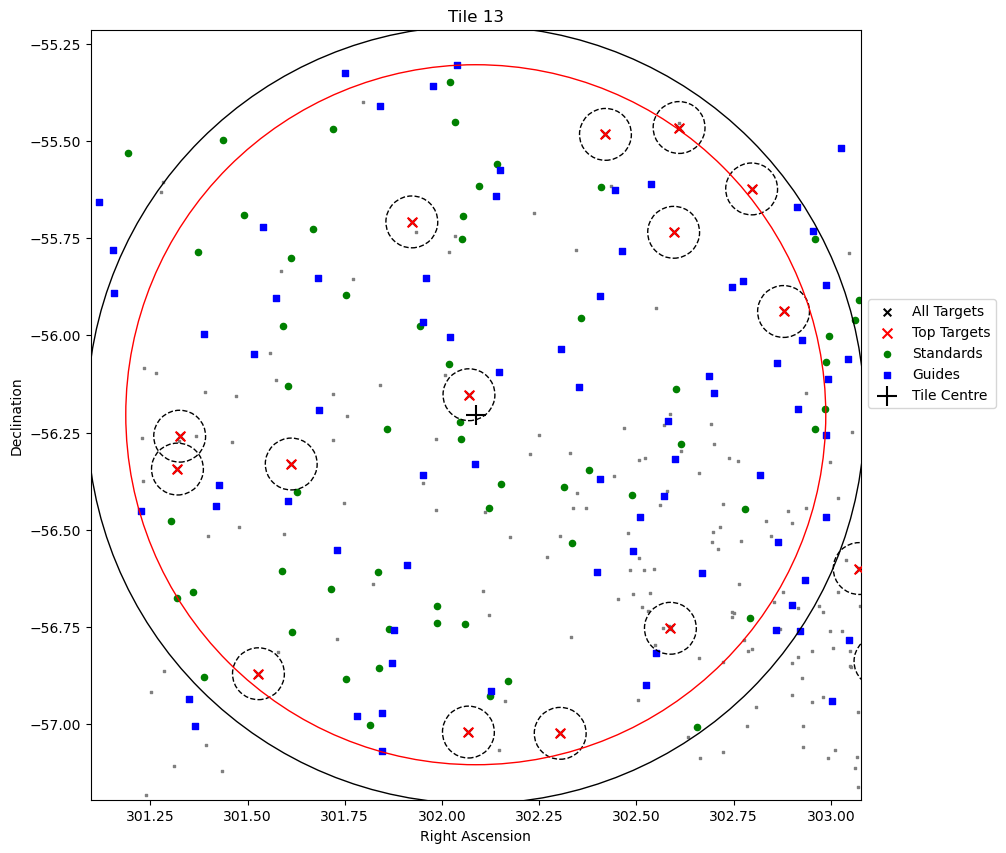 Tile 13
−55.25
−55.50
−55.75
−56.00
−56.25
−56.50
−56.75
−57.00
Declination
301.25 301.50 301.75 302.00 302.25 302.50 302.75 303.00
Right Ascension
All Targets
Top Targets
Standards
Guides
Tile Centre